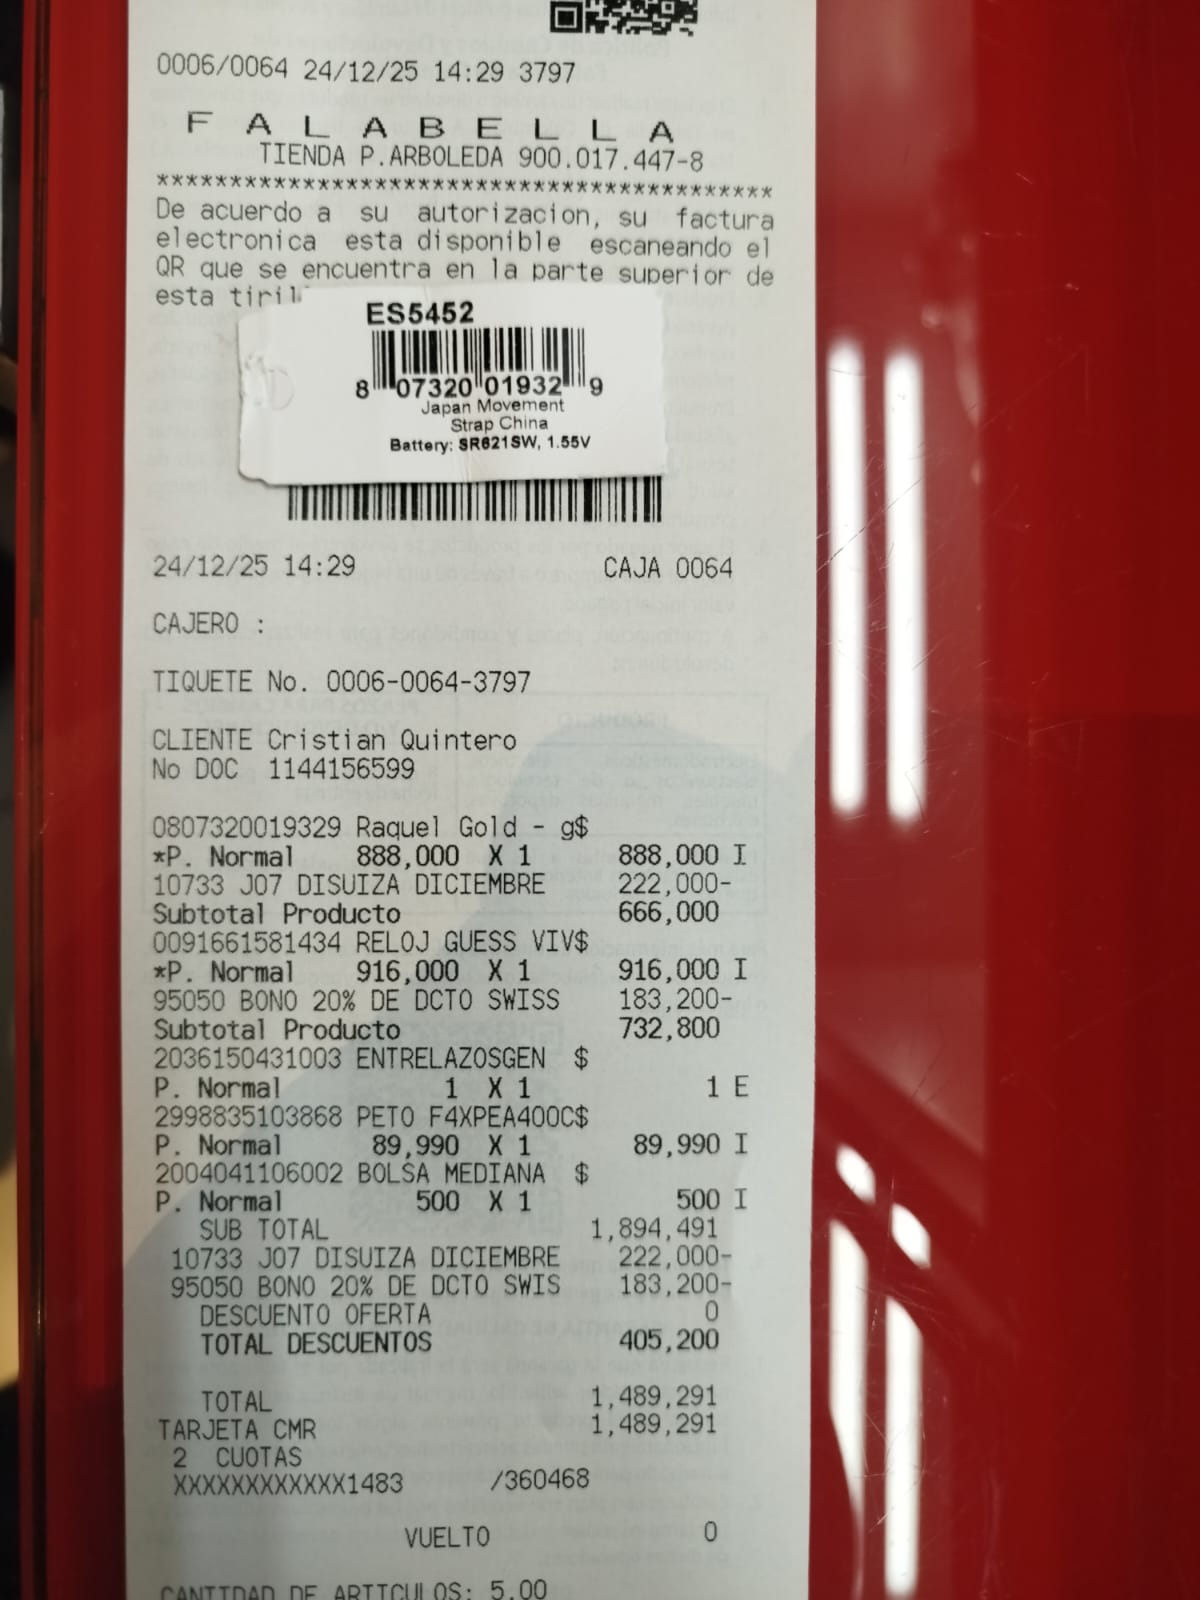 0006/0064 24/12/25 14:29 3797
F A L A B E L L A
TIENDA P.ARBOLEDA 900.017.447-8
******************************************
De acuerdo a su autorizacion, su factura
electronica esta disponible escaneando el
QR que se encuentra en la parte superior de
esta
ES5452
8 07320 01932 9
Japan Movement
Strap China
Battery: SR621SW, 1.55V
24/12/25 14:29 CAJA 0064
CAJERO :
TIQUETE No. 0006-0064-3797
CLIENTE Cristian Quintero
No DOC 1144156599
0807320019329 Raquel Gold - g$
*P. Normal 888,000 X 1 888,000 I
10733 J07 DISUIZA DICIEMBRE 222,000-
Subtotal Producto 666,000
0091661581434 RELOJ GUESS VIV$
*P. Normal 916,000 X 1 916,000 I
95050 BONO 20% DE DCTO SWISS 183,200-
Subtotal Producto 732,800
2036150431003 ENTRELAZOSGEN $
P. Normal 1 X 1 1 E
2998835103868 PETO F4XPEA400C$
P. Normal 89,990 X 1 89,990 I
2004041106002 BOLSA MEDIANA $
P. Normal 500 X 1 500 I
SUB TOTAL 1,894,491
10733 J07 DISUIZA DICIEMBRE 222,000-
95050 BONO 20% DE DCTO SWIS 183,200-
DESCUENTO OFERTA 0
TOTAL DESCUENTOS 405,200
TOTAL 1,489,291
TARJETA CMR 1,489,291
2 CUOTAS
XXXXXXXXXXXX1483 /360468
VUELTO 0
CANTIDAD DE ARTICULOS: 5.00